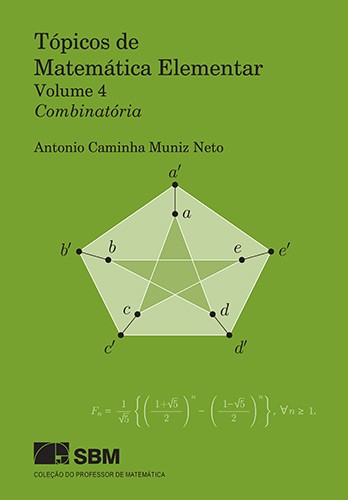 Tópicos de
Matemática Elementar
Volume 4
Combinatória
Antonio Caminha Muniz Neto
a′
a
b′ b e e′
c d
c′ d′
Fₙ = 1/√5 {((1+√5)/2)ⁿ − ((1−√5)/2)ⁿ}, ∀ n ≥ 1.
SBM
COLEÇÃO DO PROFESSOR DE MATEMÁTICA